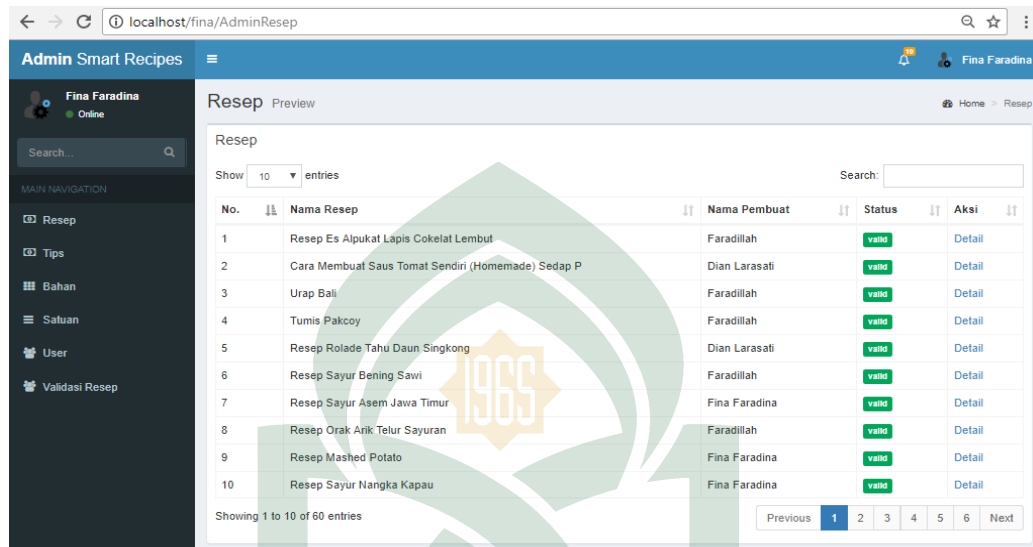 localhost/fina/AdminResep
Admin Smart Recipes
19
Fina Faradina
Fina Faradina
Online
Resep Preview
Home > Resep
Search...
Resep
Show 10 entries
Search:
MAIN NAVIGATION
Resep
Tips
Bahan
Satuan
User
Validasi Resep
No. Nama Resep Nama Pembuat Status Aksi
1 Resep Es Alpukat Lapis Cokelat Lembut Faradillah valid Detail
2 Cara Membuat Saus Tomat Sendiri (Homemade) Sedap P Dian Larasati valid Detail
3 Urap Bali Faradillah valid Detail
4 Tumis Pakcoy Faradillah valid Detail
5 Resep Rolade Tahu Daun Singkong Dian Larasati valid Detail
6 Resep Sayur Bening Sawi Faradillah valid Detail
7 Resep Sayur Asem Jawa Timur Fina Faradina valid Detail
8 Resep Orak Arik Telur Sayuran Faradillah valid Detail
9 Resep Mashed Potato Fina Faradina valid Detail
10 Resep Sayur Nangka Kapau Fina Faradina valid Detail
Showing 1 to 10 of 60 entries
Previous 1 2 3 4 5 6 Next
1965